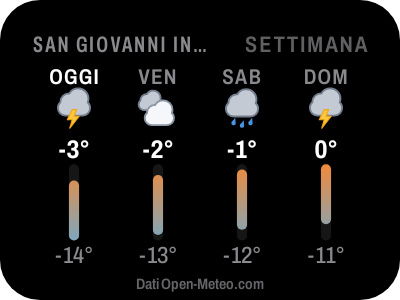 SAN GIOVANNI IN... SETTIMANA
OGGI VEN SAB DOM
-3° -2° -1° 0°
-14° -13° -12° -11°
Dati Open-Meteo.com